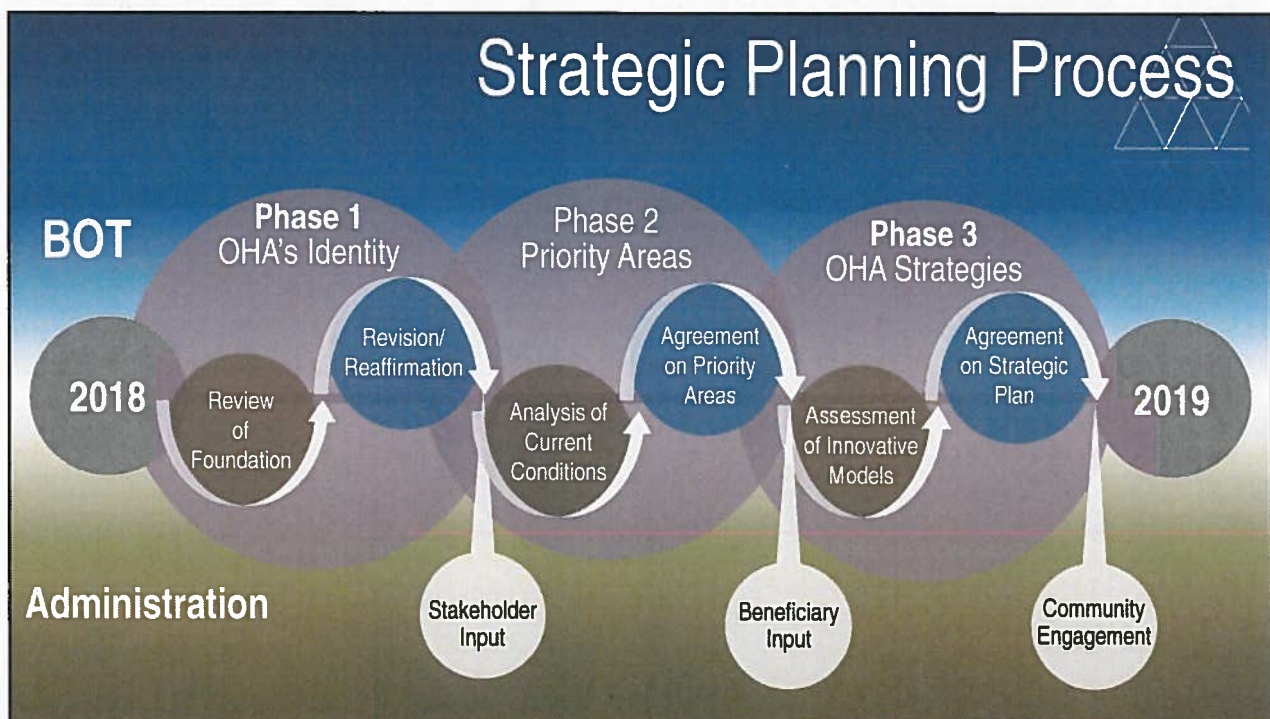 Strategic Planning Process
BOT
Phase 1
OHA's Identity
Phase 2
Priority Areas
Phase 3
OHA Strategies
2018
Review
of
Foundation
Revision/
Reaffirmation
Analysis of
Current
Conditions
Agreement
on Priority
Areas
Assessment
of Innovative
Models
Agreement
on Strategic
Plan
2019
Administration
Stakeholder
Input
Beneficiary
Input
Community
Engagement